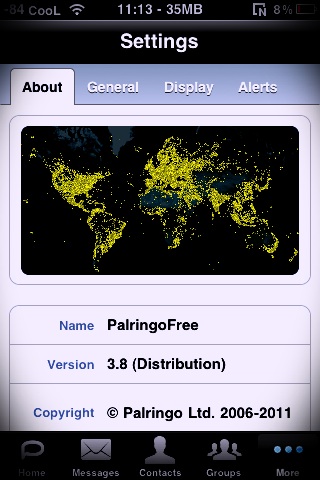 -84 CooL 11:13 - 35MB 8%
Settings
About General Display Alerts
Name PalringoFree
Version 3.8 (Distribution)
Copyright © Palringo Ltd. 2006-2011
Home Messages Contacts Groups More